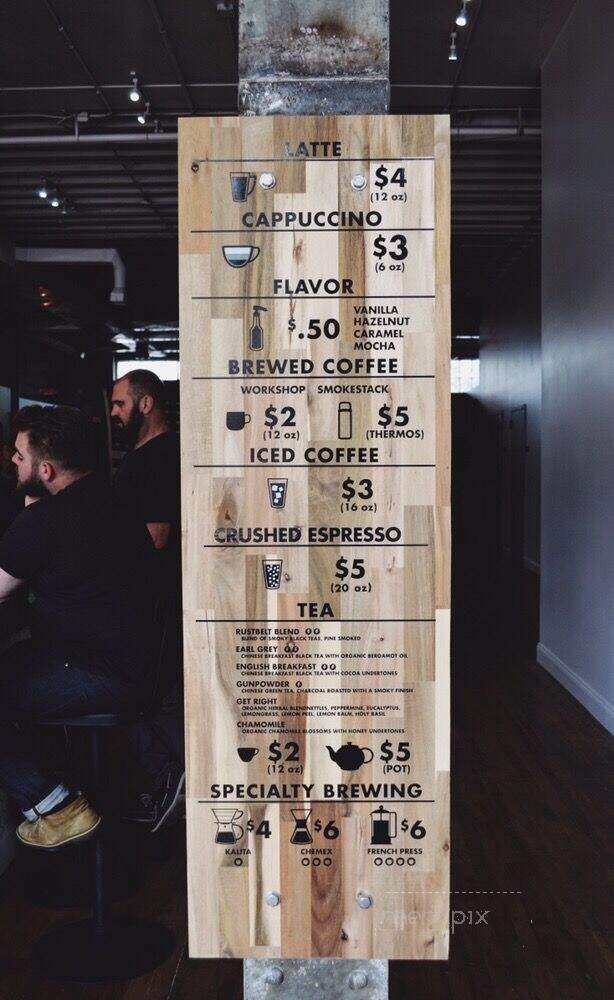 LATTE
$4
(12 oz)
CAPPUCCINO
$3
(6 oz)
FLAVOR
$.50
VANILLA
HAZELNUT
CARAMEL
MOCHA
BREWED COFFEE
WORKSHOP SMOKESTACK
$2 $5
(12 oz) (THERMOS)
ICED COFFEE
$3
(16 oz)
CRUSHED ESPRESSO
$5
(20 oz)
TEA
RUSTBELT BLEND
BLEND OF SMOKY BLACK TEAS, PINE SMOKED
EARL GREY
CHINESE BREAKFAST BLACK TEA WITH ORGANIC BERGAMOT OIL
ENGLISH BREAKFAST
CHINESE BREAKFAST BLACK TEA WITH COCOA UNDERTONES
GUNPOWDER
CHINESE GREEN TEA, CHARCOAL ROASTED WITH A SMOKY FINISH
GET RIGHT
ORGANIC HERBAL BLENDNETTLES, PEPPERMINE, EUCALYPTUS,
LEMONGRASS, LEMON PEEL, LEMON BALM, HOLY BASIL
CHAMOMILE
ORGANIC CHAMOMILE BLOSSOMS WITH HONEY UNDERTONES
$2 $5
(12 oz) (POT)
SPECIALTY BREWING
$4 $6 $6
KALITA CHEMEX FRENCH PRESS